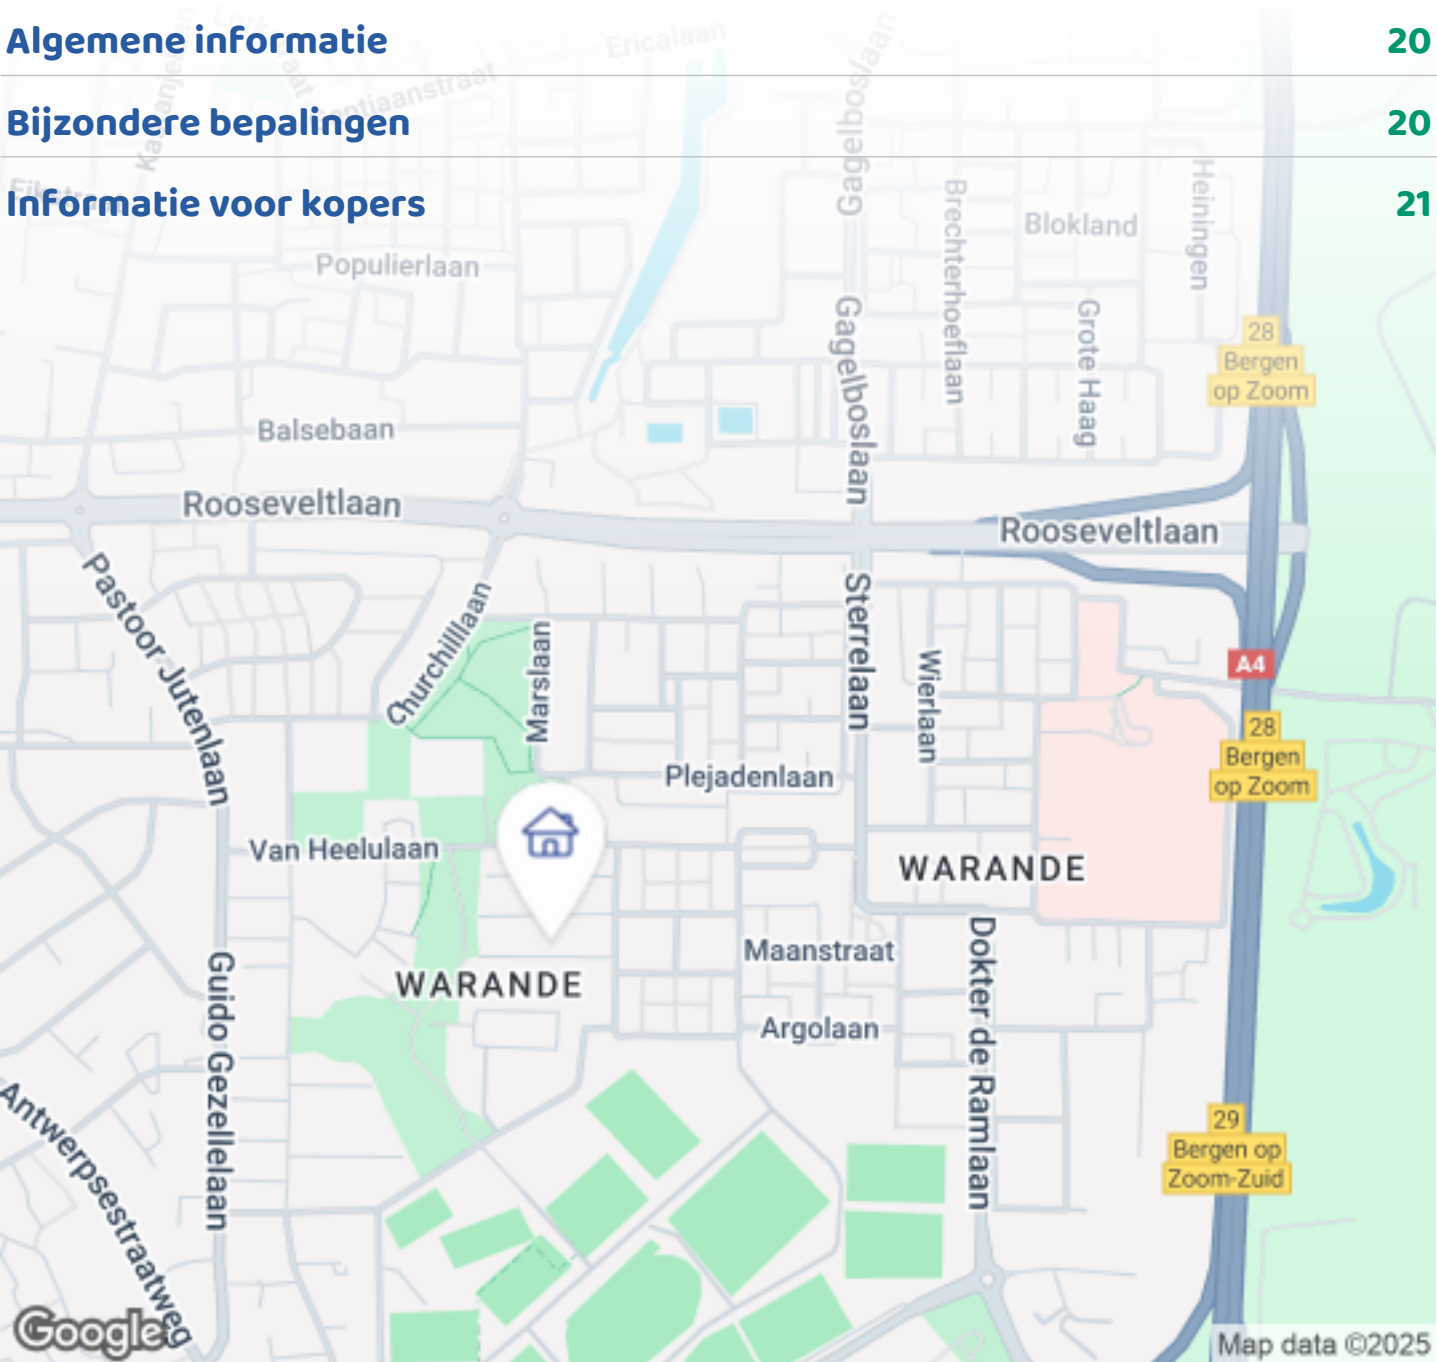 Algemene informatie 20
Bijzondere bepalingen 20
Informatie voor kopers 21
Ericalaan
Populierlaan
Gagelboslaan
Brechterhoeflaan
Blokland
Heiningen
Grote Haag
Gagelboslaan
28
Bergen
op Zoom
Balsebaan
Rooseveltlaan
Rooseveltlaan
Pastoor Jutenlaan
Churchilllaan
Marslaan
Sterrelaan
Wierlaan
A4
28
Bergen
op Zoom
Plejadenlaan
Van Heelulaan
WARANDE
Maanstraat
WARANDE
Guido Gezellelaan
Argolaan
Dokter de Ramlaan
Antwerpsestraatweg
29
Bergen op
Zoom-Zuid
Google
Map data ©2025